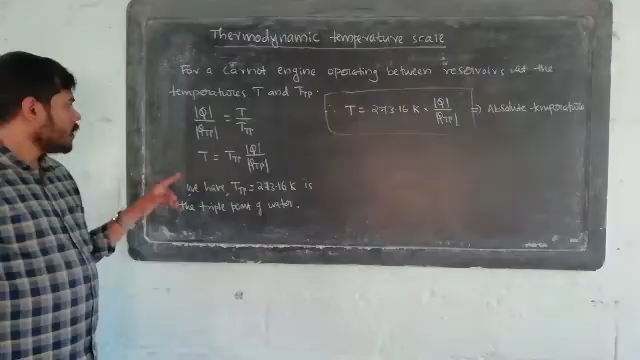 Thermodynamic temperature scale
For a Carnot engine operating between reservoirs at the
temperatures T and T_TP.
|Q| / |Q_TP| = T / T_TP
T = T_TP |Q| / |Q_TP|
we have, T_TP = 273.16 K is
the triple point of water.
∴ T = 273.16 K × |Q| / |Q_TP| ⇒ Absolute temperature